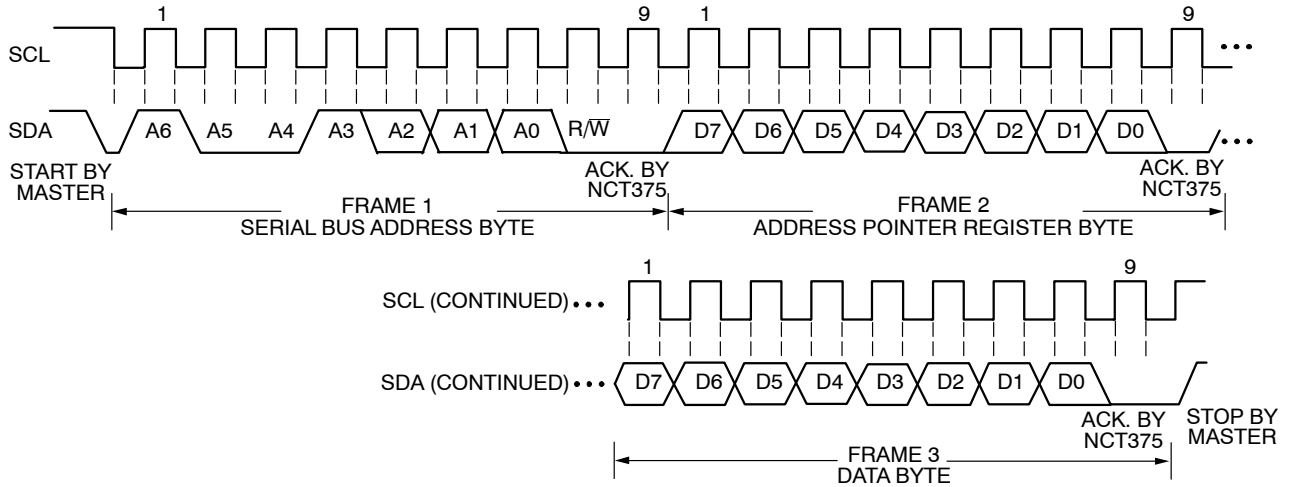 1 9 1 9
SCL •••
SDA A6 A5 A4 A3 A2 A1 A0 R/W̅ D7 D6 D5 D4 D3 D2 D1 D0 •••
START BY
MASTER
ACK. BY
NCT375
ACK. BY
NCT375
FRAME 1
SERIAL BUS ADDRESS BYTE
FRAME 2
ADDRESS POINTER REGISTER BYTE
1 9
SCL (CONTINUED) •••
SDA (CONTINUED) ••• D7 D6 D5 D4 D3 D2 D1 D0
ACK. BY
NCT375
STOP BY
MASTER
FRAME 3
DATA BYTE